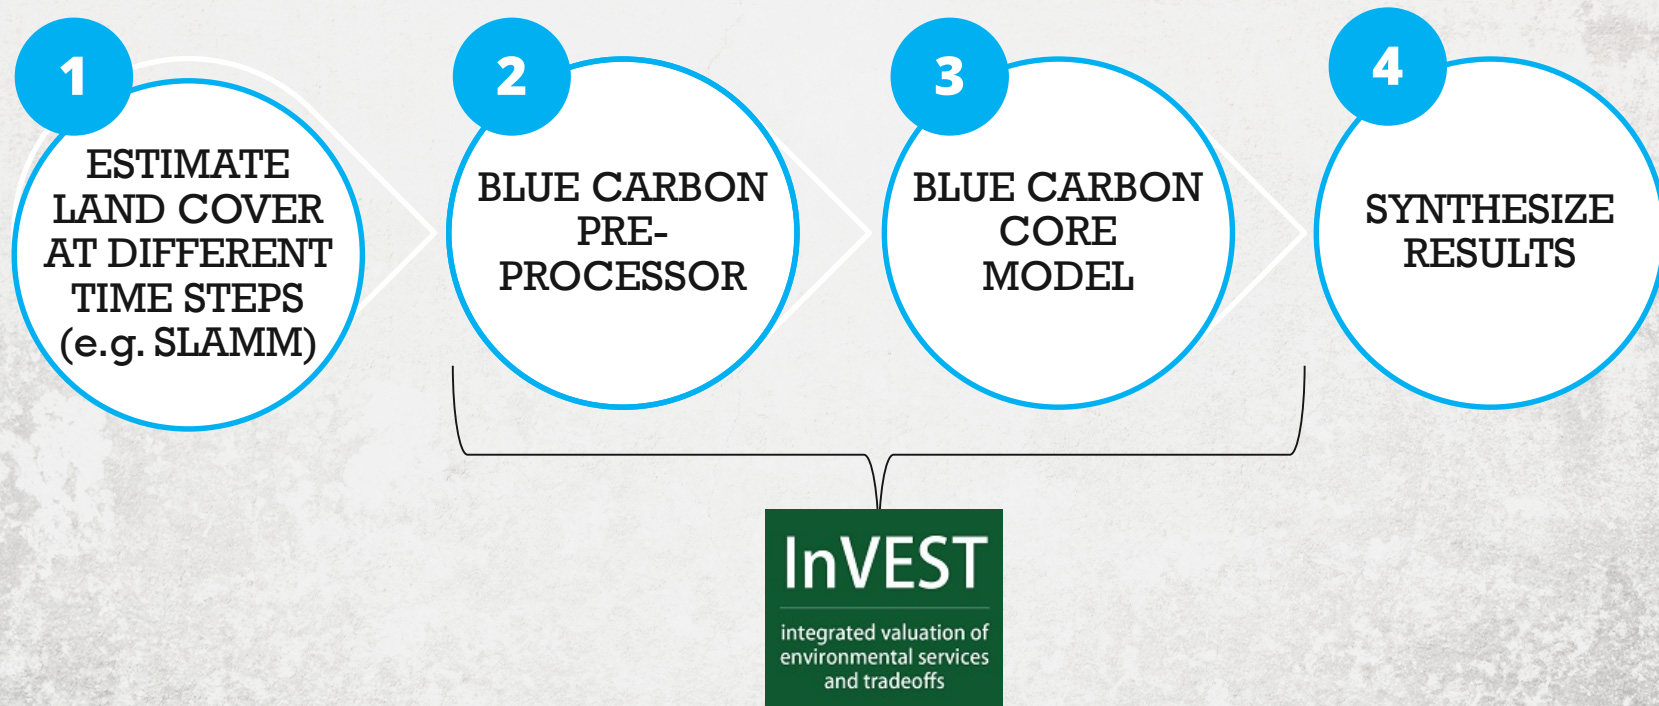 1
ESTIMATE
LAND COVER
AT DIFFERENT
TIME STEPS
(e.g. SLAMM)
2
BLUE CARBON
PRE-
PROCESSOR
3
BLUE CARBON
CORE
MODEL
4
SYNTHESIZE
RESULTS
InVEST
integrated valuation of
environmental services
and tradeoffs